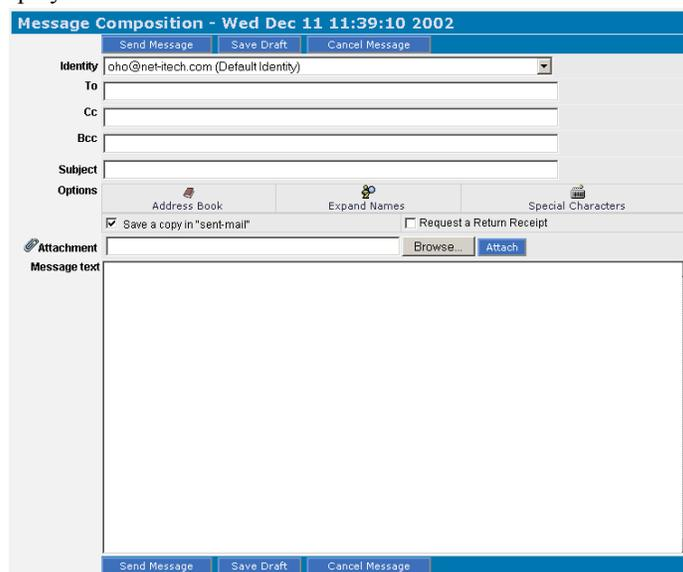 Message Composition - Wed Dec 11 11:39:10 2002
Send Message Save Draft Cancel Message
Identity oho@net-itech.com (Default Identity)
To
Cc
Bcc
Subject
Options
Address Book Expand Names Special Characters
Save a copy in "sent-mail" Request a Return Receipt
Attachment Browse... Attach
Message text
Send Message Save Draft Cancel Message